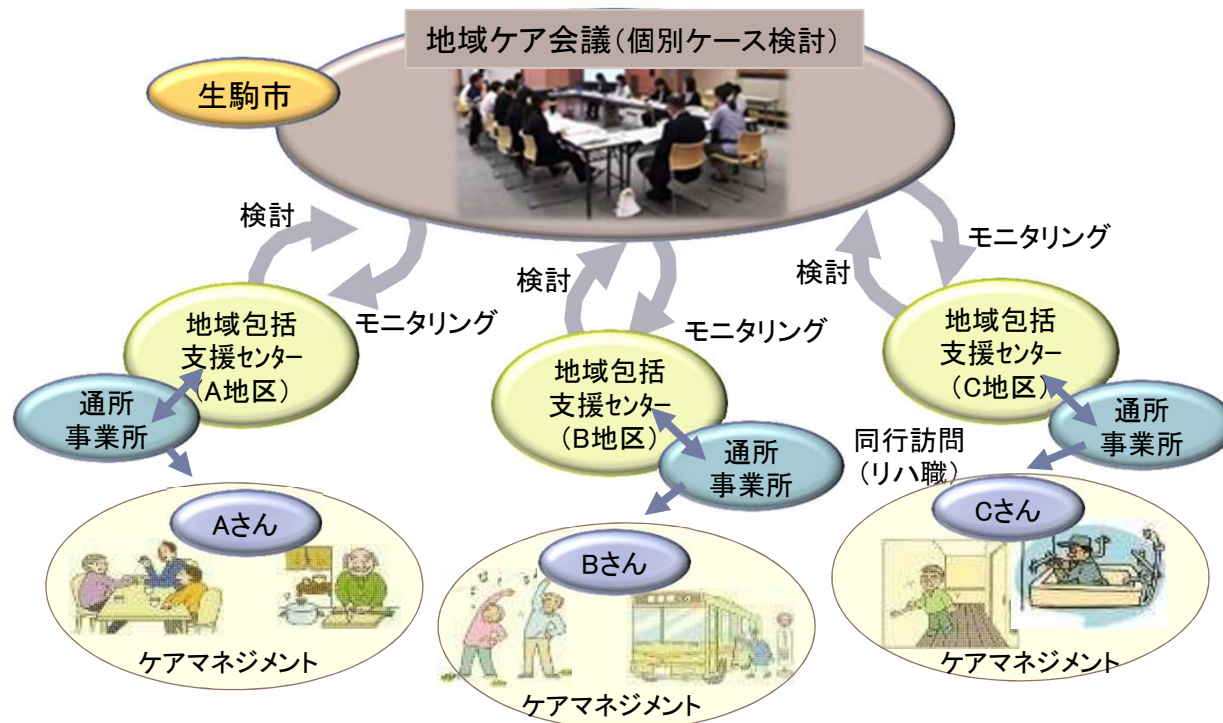 地域ケア会議（個別ケース検討）
生駒市
検討
モニタリング
検討
モニタリング
検討
モニタリング
地域包括
支援センター
（A地区）
通所
事業所
地域包括
支援センター
（B地区）
通所
事業所
地域包括
支援センター
（C地区）
通所
事業所
同行訪問
（リハ職）
Aさん
ケアマネジメント
Bさん
ケアマネジメント
Cさん
ケアマネジメント